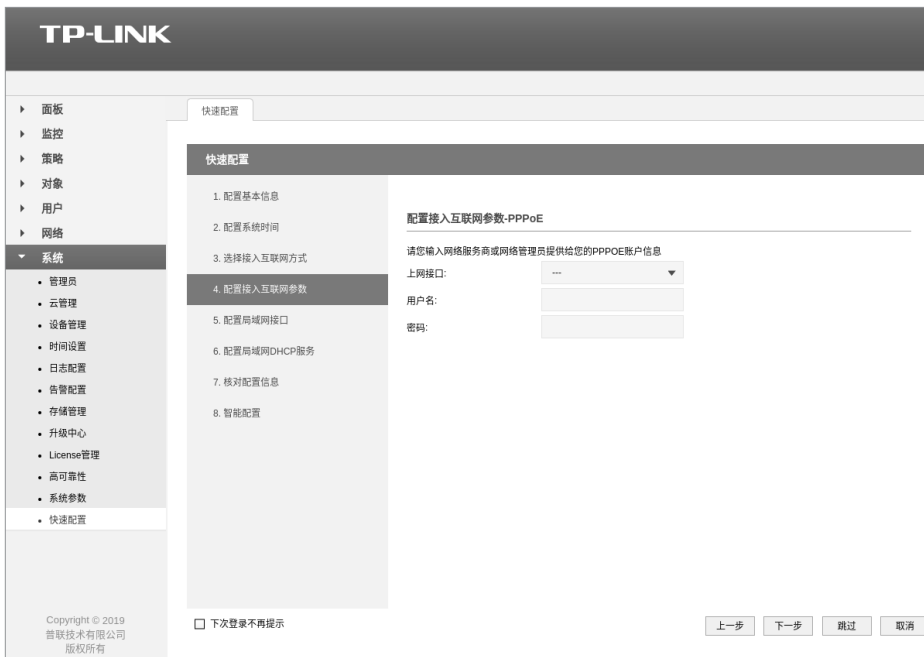 TP-LINK
面板
监控
策略
对象
用户
网络
系统
管理员
云管理
设备管理
时间设置
日志配置
告警配置
存储管理
升级中心
License管理
高可靠性
系统参数
快速配置
Copyright © 2019
普联技术有限公司
版权所有
快速配置
快速配置
1. 配置基本信息
2. 配置系统时间
3. 选择接入互联网方式
4. 配置接入互联网参数
5. 配置局域网接口
6. 配置局域网DHCP服务
7. 核对配置信息
8. 智能配置
配置接入互联网参数-PPPoE
请您输入网络服务商或网络管理员提供给您的PPPOE账户信息
上网接口: ---
用户名:
密码:
下次登录不再提示
上一步 下一步 跳过 取消